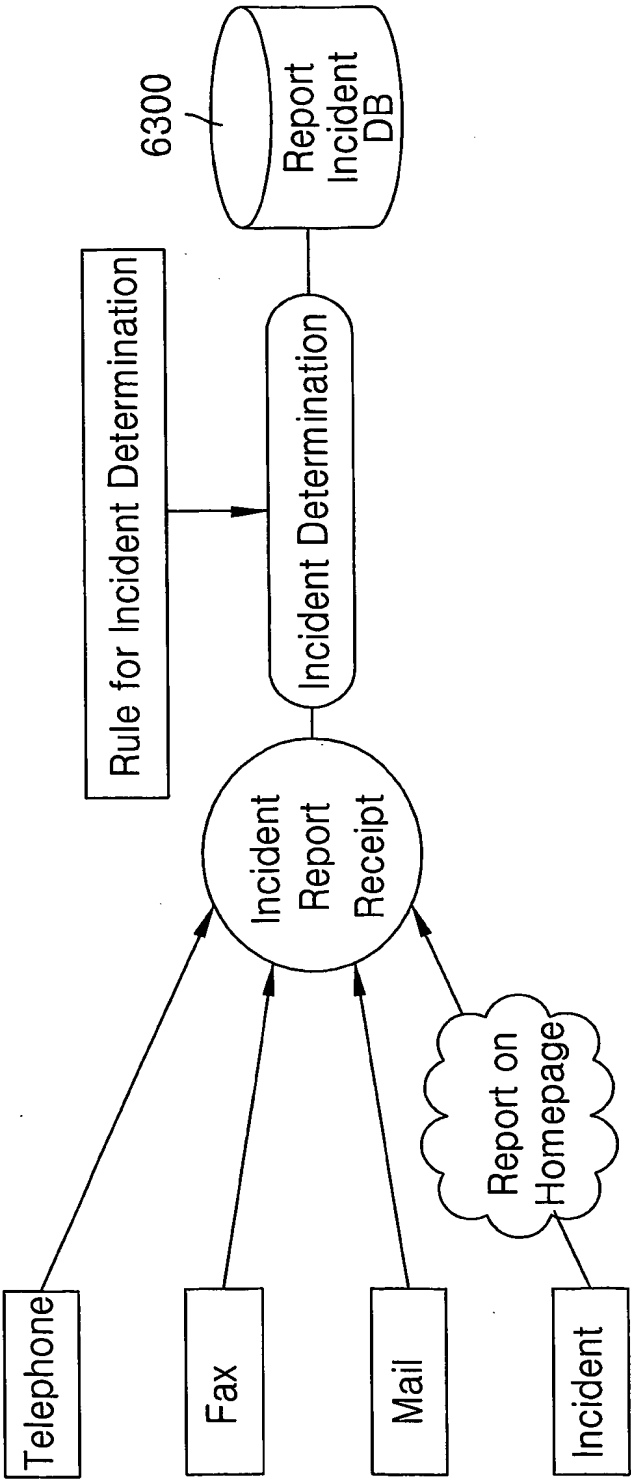 Telephone
Fax
Mail
Incident
Report on
Homepage
Incident
Report
Receipt
Rule for Incident Determination
Incident Determination
6300
Report
Incident
DB